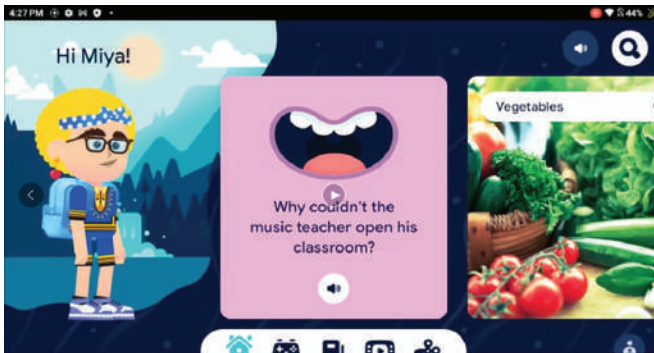 4:27 PM
44%
Hi Miya!
Vegetables
Why couldn't the
music teacher open his
classroom?